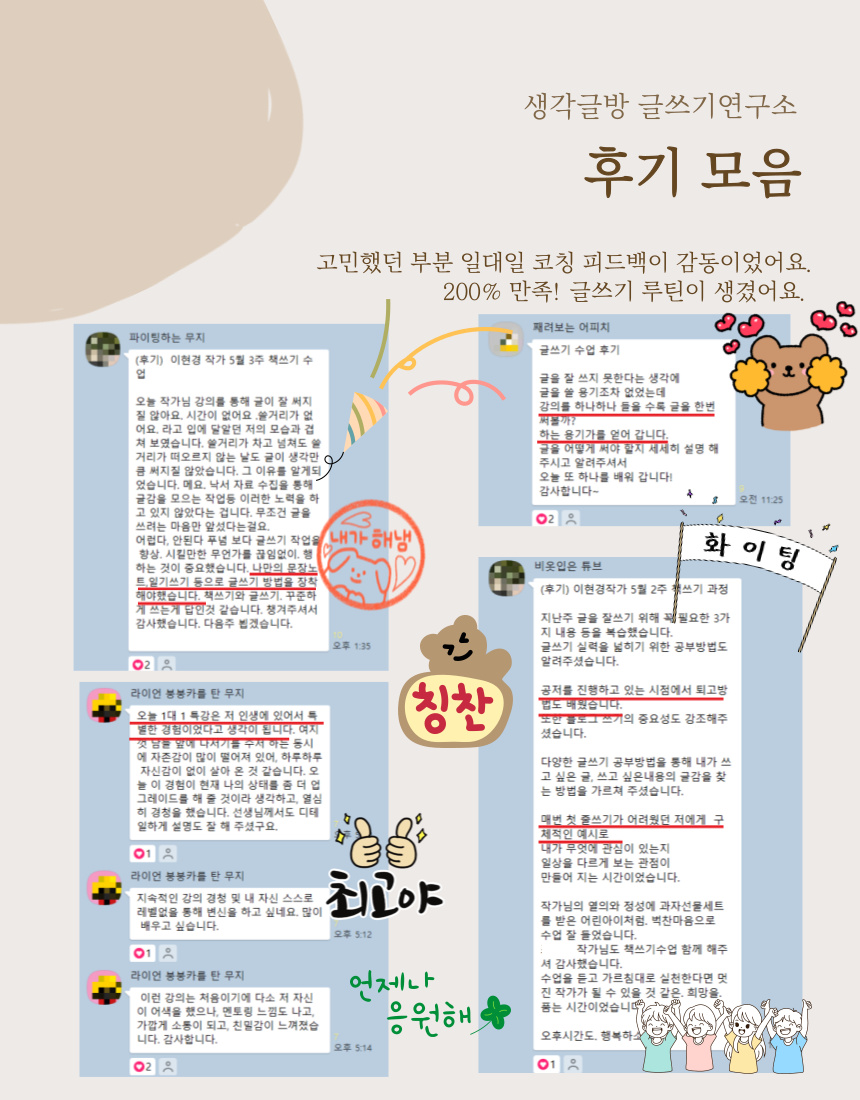 생각글방 글쓰기연구소
후기 모음
고민했던 부분 일대일 코칭 피드백이 감동이었어요.
200% 만족! 글쓰기 루틴이 생겼어요.
파이팅하는 무지
(후기) 이현경 작가 5월 3주 책쓰기 수
업
오늘 작가님 강의를 통해 글이 잘 써지
질 않아요. 시간이 없어요 .쓸거리가 없
어요. 라고 입에 달알던 저의 모습과 겹
쳐 보였습니다. 쓸거리가 차고 넘쳐도 쓸
거리가 떠오르지 않는 날도 글이 생각만
큼 써지질 않았습니다. 그 이유를 알게되
었습니다. 메모. 낙서 자료 수집을 통해
글감을 모으는 작업등 이러한 노력을 하
고 있지 않았다는 겁니다. 무조건 글을
쓰려는 마음만 앞섰다는걸요.
어렵다, 안된다 푸념 보다 글쓰기 작업을
향상. 시킬만한 무언가를 끊임없이. 행
하는 것이 중요했습니다. 나만의 문장노
트,일기쓰기 등으로 글쓰기 방법을 장착
해야했습니다. 책쓰기와 글쓰기. 꾸준하
게 쓰는게 답인것 같습니다. 챙겨주셔서
감사했습니다. 다음주 뵙겠습니다.
10
오후 1:35
2
내가 해냄
라이언 붕붕카를 탄 무지
오늘 1대 1 특강은 저 인생에 있어서 특
별한 경험이었다고 생각이 됩니다. 여지
것 남들 앞에 나서기를 수저 하는 동시
에 자존감이 많이 떨어져 있어, 하루하루
자신감이 없이 살아 온 것 같습니다. 오
늘 이 경험이 현재 나의 상태를 좀 더 업
그레이드를 해 줄 것이라 생각하고, 열심
히 경청을 했습니다. 선생님께서도 디테
일하게 설명도 잘 해 주셨구요.
1
라이언 붕붕카를 탄 무지
지속적인 강의 경청 및 내 자신 스스로
레벨없을 통해 변신을 하고 싶네요. 많이
배우고 싶습니다.
오후 5:12
1
라이언 붕붕카를 탄 무지
이런 강의는 처음이기에 다소 저 자신
이 어색을 했으나, 멘토링 느낌도 나고,
가깝게 소통이 되고, 친밀감이 느껴졌습
니다. 감사합니다.
오후 5:14
2
칭찬
최고야
언제나
응원해
째려보는 어피치
글쓰기 수업 후기
글을 잘 쓰지 못한다는 생각에
글을 쓸 용기조차 없었는데
강의를 하나하나 들을 수록 글을 한번
써볼까?
하는 용기가를 얻어 갑니다.
글을 어떻게 써야 할지 세세히 설명 해
주시고 알려주셔서
오늘 또 하나를 배워 갑니다!
감사합니다~
오전 11:25
2
화이팅
비옷입은 튜브
(후기) 이현경작가 5월 2주 책쓰기 과정
지난주 글을 잘쓰기 위해 꼭 필요한 3가
지 내용 등을 복습했습니다.
글쓰기 실력을 넓히기 위한 공부방법도
알려주셨습니다.
공저를 진행하고 있는 시점에서 퇴고방
법도 배웠습니다.
또한 블로그 쓰기의 중요성도 강조해주
셨습니다.
다양한 글쓰기 공부방법을 통해 내가 쓰
고 싶은 글, 쓰고 싶은내용의 글감을 찾
는 방법을 가르쳐 주셨습니다.
매번 첫 줄쓰기가 어려웠던 저에게 구
체적인 예시로
내가 무엇에 관심이 있는지
일상을 다르게 보는 관점이
만들어 지는 시간이었습니다.
작가님의 열의와 정성에 과자선물세트
를 받은 어린아이처럼. 벅찬마음으로
수업 잘 들었습니다.
작가님도 책쓰기수업 함께 해주
셔 감사했습니다.
수업을 듣고 가르침대로 실천한다면 멋
진 작가가 될 수 있을 것 같은. 희망을.
품는 시간이었습니
오후시간도. 행복하
1